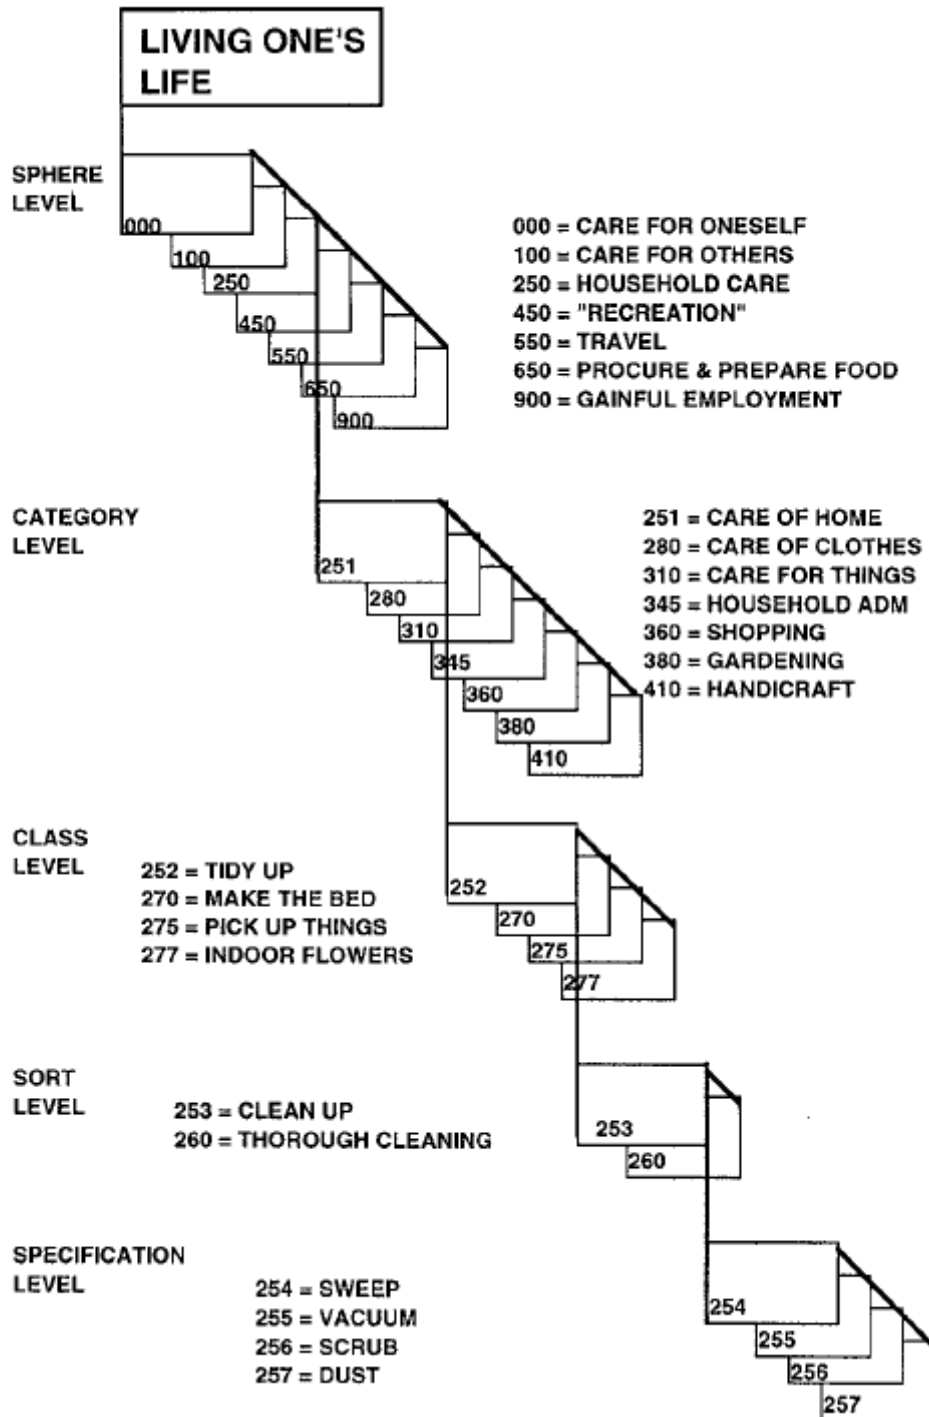 LIVING ONE'S
LIFE
SPHERE
LEVEL
000
100
250
450
550
650
900
000 = CARE FOR ONESELF
100 = CARE FOR OTHERS
250 = HOUSEHOLD CARE
450 = "RECREATION"
550 = TRAVEL
650 = PROCURE & PREPARE FOOD
900 = GAINFUL EMPLOYMENT
CATEGORY
LEVEL
251
280
310
345
360
380
410
251 = CARE OF HOME
280 = CARE OF CLOTHES
310 = CARE FOR THINGS
345 = HOUSEHOLD ADM
360 = SHOPPING
380 = GARDENING
410 = HANDICRAFT
CLASS
LEVEL
252 = TIDY UP
270 = MAKE THE BED
275 = PICK UP THINGS
277 = INDOOR FLOWERS
252
270
275
277
SORT
LEVEL
253 = CLEAN UP
260 = THOROUGH CLEANING
253
260
SPECIFICATION
LEVEL
254 = SWEEP
255 = VACUUM
256 = SCRUB
257 = DUST
254
255
256
257